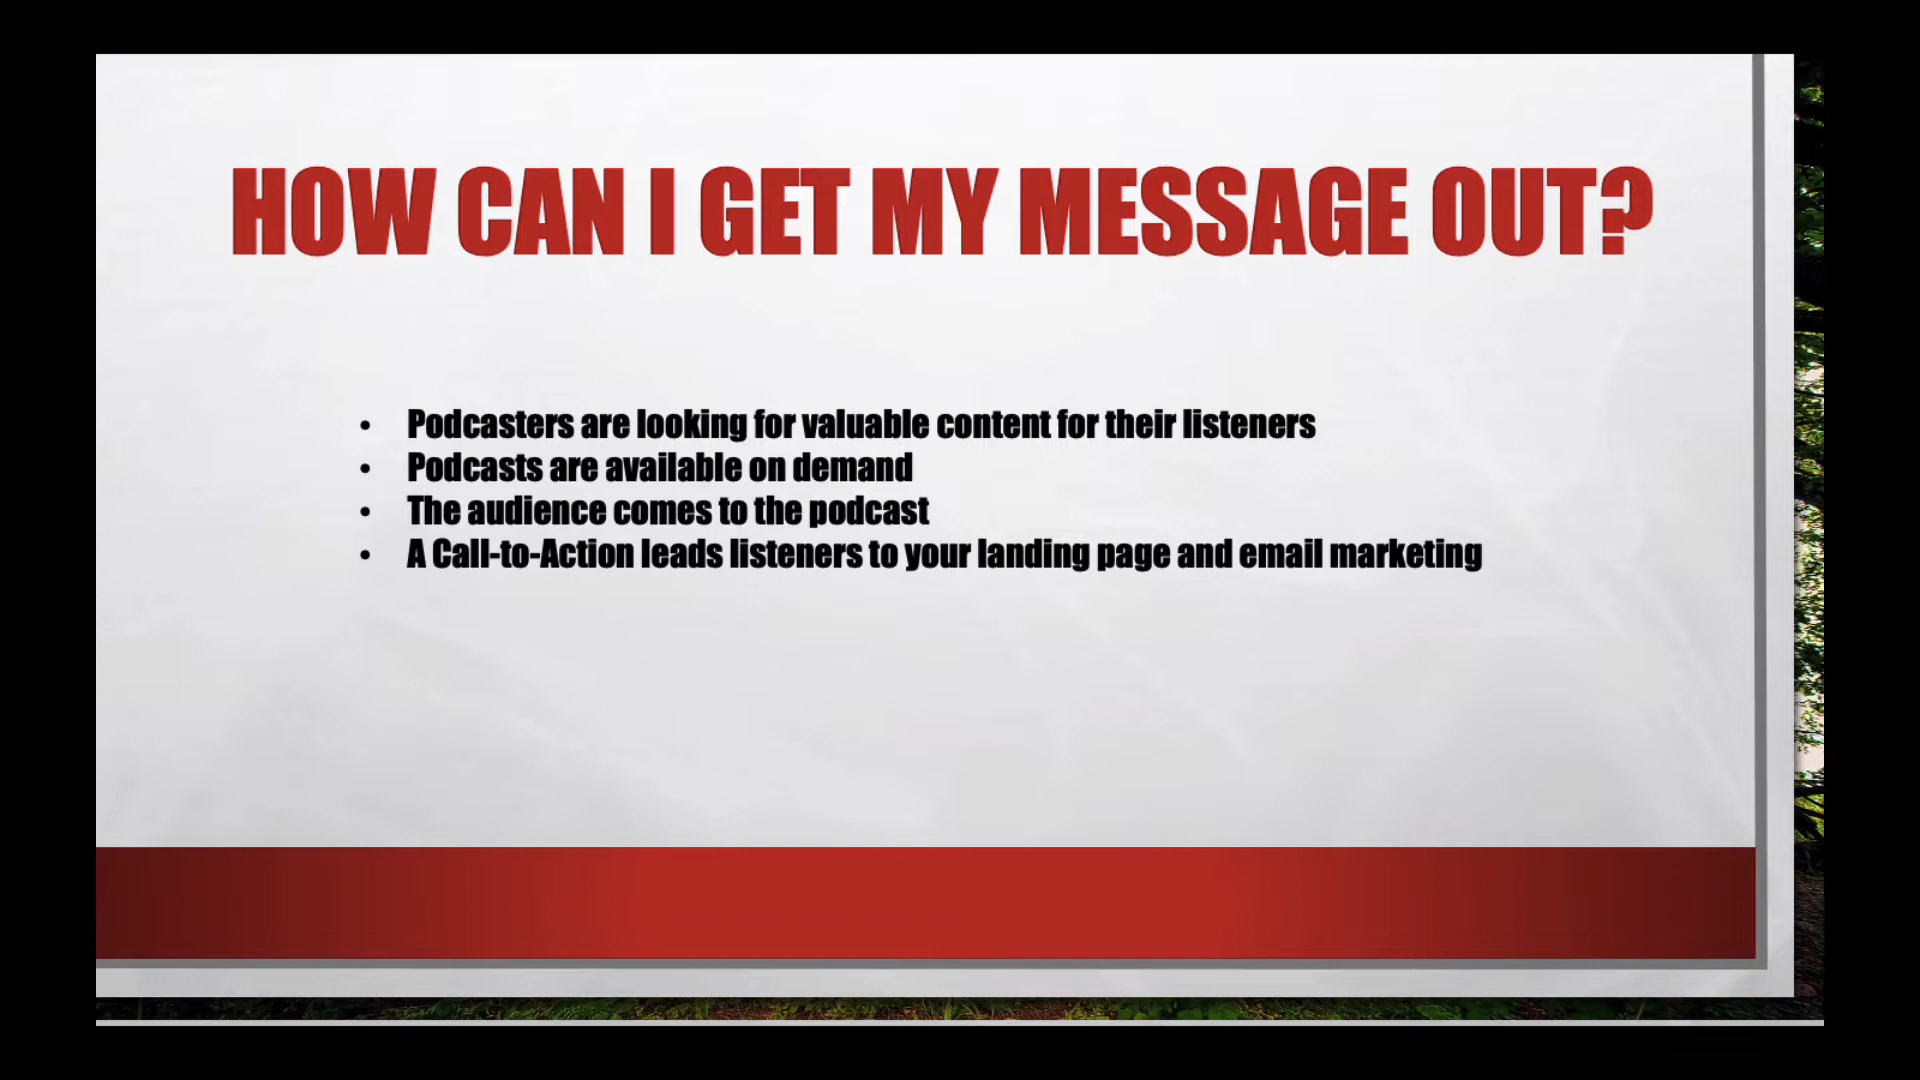 HOW CAN I GET MY MESSAGE OUT?
• Podcasters are looking for valuable content for their listeners
• Podcasts are available on demand
• The audience comes to the podcast
• A Call-to-Action leads listeners to your landing page and email marketing